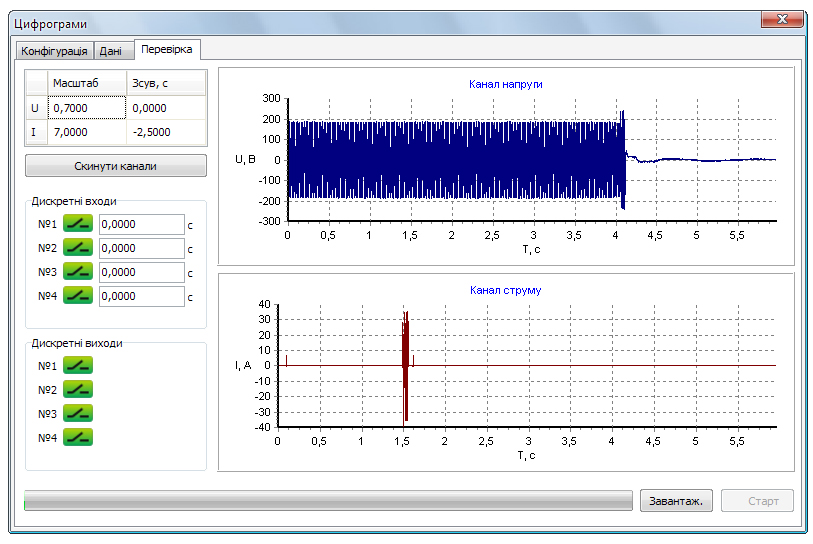 Цифрограми
Конфігурація Дані Перевірка
Масштаб Зсув, с
U 0,7000 0,0000
I 7,0000 -2,5000
Скинути канали
Дискретні входи
№1 0,0000 с
№2 0,0000 с
№3 0,0000 с
№4 0,0000 с
Дискретні виходи
№1
№2
№3
№4
Канал напруги
300
200
100
U, В 0
-100
-200
-300
0 0,5 1 1,5 2 2,5 3 3,5 4 4,5 5 5,5
T, с
Канал струму
40
30
20
10
I, А 0
-10
-20
-30
-40
0 0,5 1 1,5 2 2,5 3 3,5 4 4,5 5 5,5
T, с
Завантаж. Старт